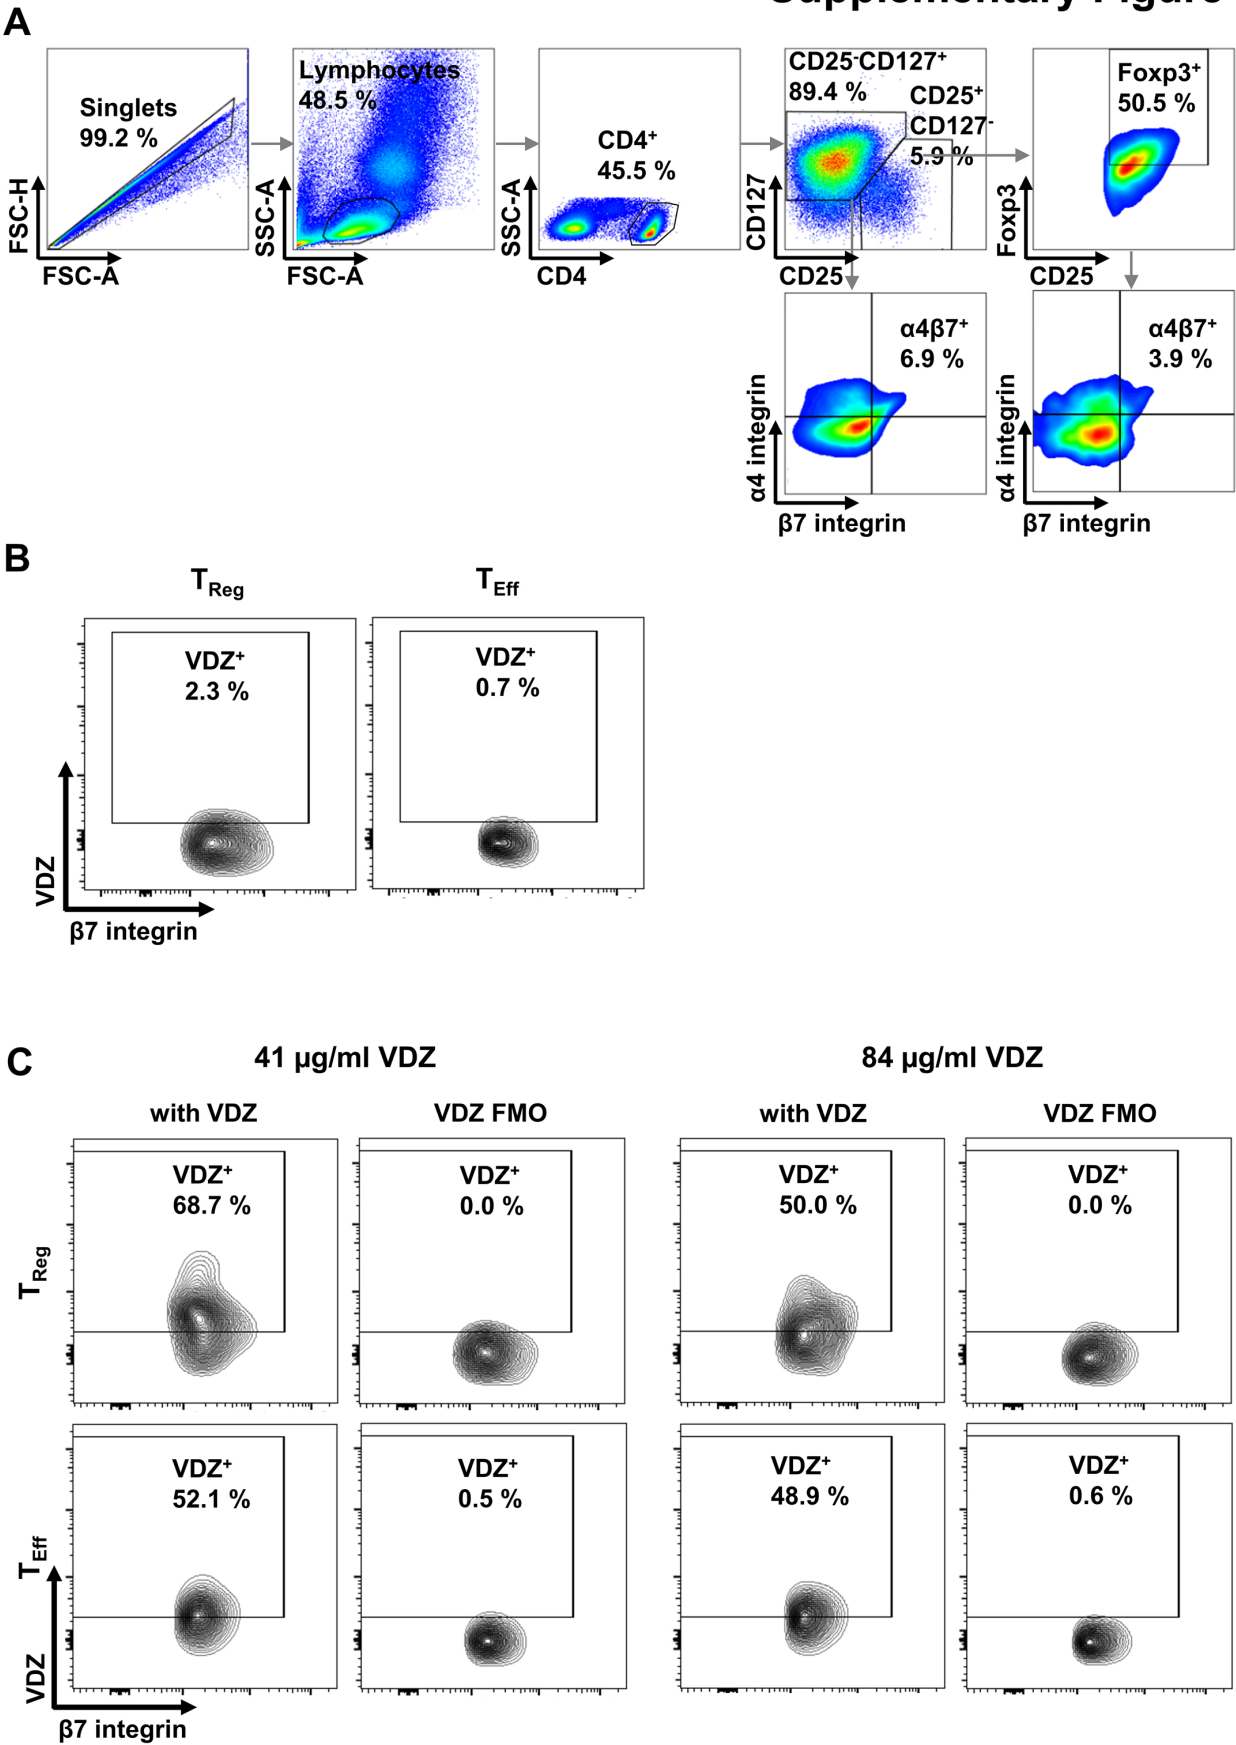 Supplementary Figure
A
Singlets
99.2 %
FSC-H
FSC-A
Lymphocytes
48.5 %
SSC-A
FSC-A
CD4⁺
45.5 %
SSC-A
CD4
CD25⁻CD127⁺
89.4 %
CD25⁺
CD127⁻
5.9 %
CD127
CD25
Foxp3⁺
50.5 %
Foxp3
CD25
α4β7⁺
6.9 %
α4 integrin
β7 integrin
α4β7⁺
3.9 %
α4 integrin
β7 integrin
B
TReg
TEff
VDZ⁺
2.3 %
VDZ⁺
0.7 %
VDZ
β7 integrin
C
41 µg/ml VDZ
84 µg/ml VDZ
with VDZ
VDZ FMO
with VDZ
VDZ FMO
TReg
VDZ⁺
68.7 %
VDZ⁺
0.0 %
VDZ⁺
50.0 %
VDZ⁺
0.0 %
TEff
VDZ⁺
52.1 %
VDZ⁺
0.5 %
VDZ⁺
48.9 %
VDZ⁺
0.6 %
VDZ
β7 integrin